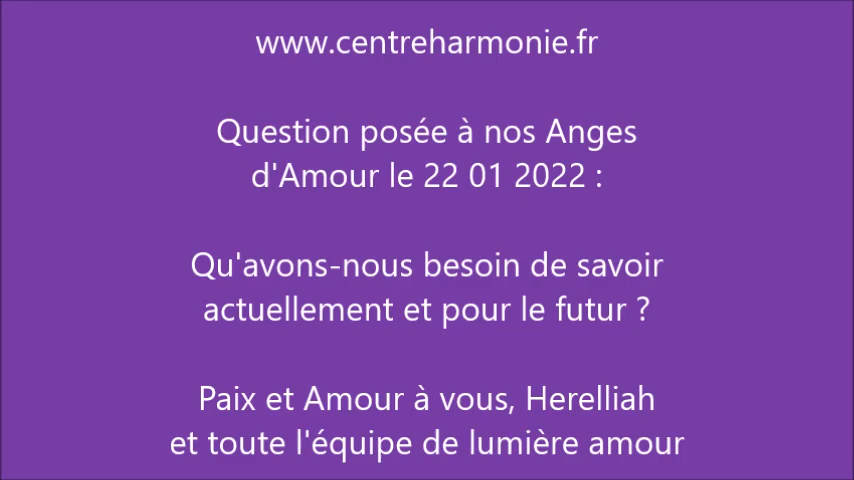 www.centreharmonie.fr
Question posée à nos Anges
d'Amour le 22 01 2022 :
Qu'avons-nous besoin de savoir
actuellement et pour le futur ?
Paix et Amour à vous, Herelliah
et toute l'équipe de lumière amour